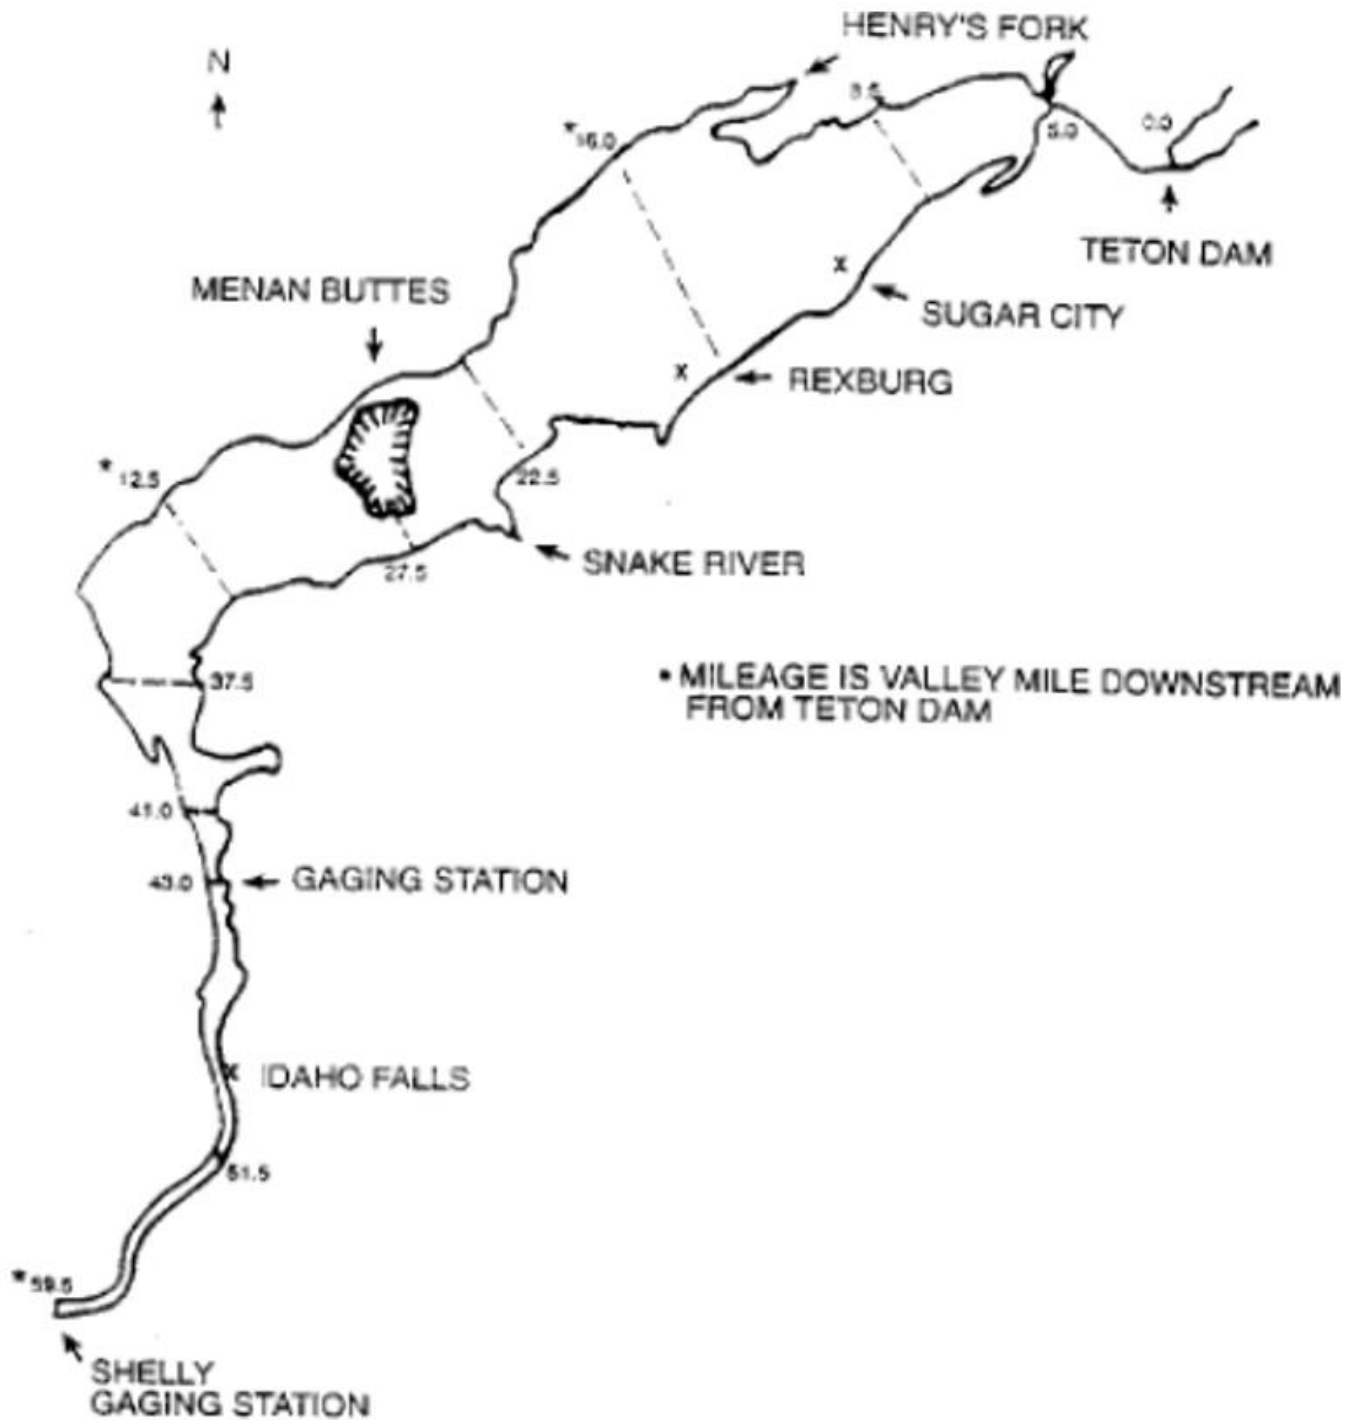 HENRY'S FORK
N
↑
8.5
*16.0
5.0
0.0
TETON DAM
MENAN BUTTES
SUGAR CITY
x
REXBURG
x
*12.5
22.5
SNAKE RIVER
27.5
37.5
• MILEAGE IS VALLEY MILE DOWNSTREAM
FROM TETON DAM
41.0
43.0
GAGING STATION
x IDAHO FALLS
51.5
*59.5
SHELLY
GAGING STATION